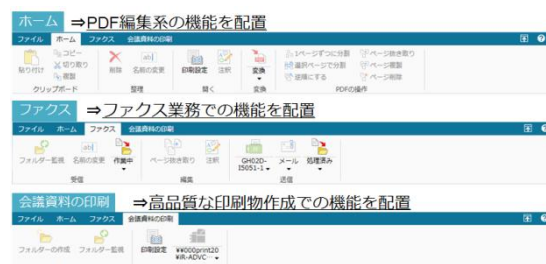 ホーム ⇒PDF編集系の機能を配置
ファイル ホーム ファクス 会議資料の印刷
コピー 1ページずつに分割 ページ抜き取り
切り取り 選択ページで分割 ページ複製
貼り付け 複製 削除 名前の変更 印刷設定 注釈 変換 逆順にする ページ削除
クリップボード 整理 開く 変換 PDFの操作
ファクス ⇒ファクス業務での機能を配置
ファイル ホーム ファクス 会議資料の印刷
フォルダー監視 名前の変更 作業中 ページ抜き取り 注釈 GH02D- メール 処理済み
I5051-1
受信 編集 送信
会議資料の印刷 ⇒高品質な印刷物作成での機能を配置
ファイル ホーム ファクス 会議資料の印刷
フォルダーの作成 フォルダー監視 印刷設定 ¥¥000print20
¥iR-ADVC…